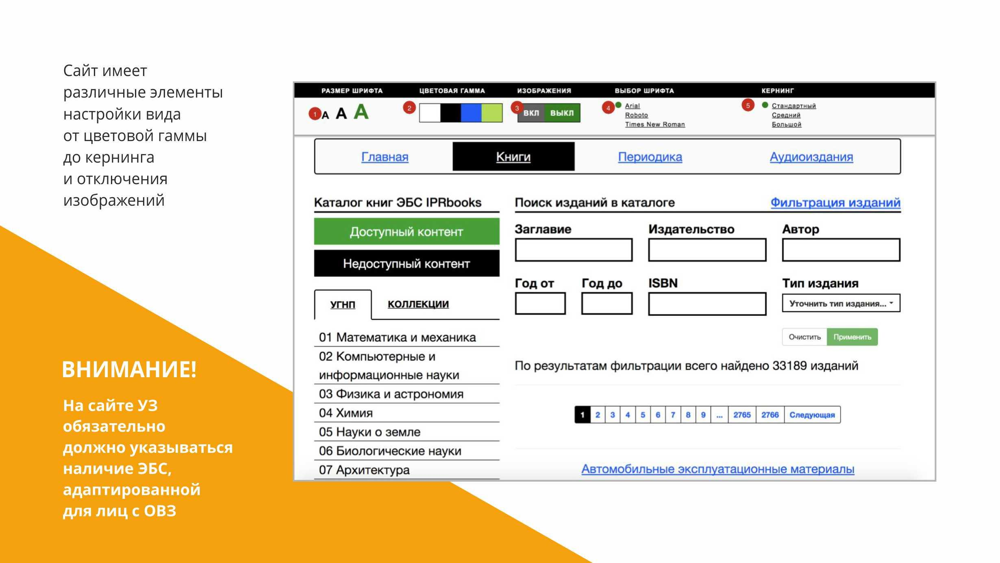 Сайт имеет
различные элементы
настройки вида
от цветовой гаммы
до кернинга
и отключения
изображений
ВНИМАНИЕ!
На сайте УЗ
обязательно
должно указываться
наличие ЭБС,
адаптированной
для лиц с ОВЗ
РАЗМЕР ШРИФТА ЦВЕТОВАЯ ГАММА ИЗОБРАЖЕНИЯ ВЫБОР ШРИФТА КЕРНИНГ
1 A A A 2 3 ВКЛ ВЫКЛ 4 Arial 5 Стандартный
Roboto Средний
Times New Roman Большой
Главная Книги Периодика Аудиоиздания
Каталог книг ЭБС IPRbooks
Доступный контент
Недоступный контент
УГНП КОЛЛЕКЦИИ
01 Математика и механика
02 Компьютерные и
информационные науки
03 Физика и астрономия
04 Химия
05 Науки о земле
06 Биологические науки
07 Архитектура
Поиск изданий в каталоге Фильтрация изданий
Заглавие Издательство Автор
Год от Год до ISBN Тип издания
Уточнить тип издания...
Очистить Применить
По результатам фильтрации всего найдено 33189 изданий
1 2 3 4 5 6 7 8 9 ... 2765 2766 Следующая
Автомобильные эксплуатационные материалы